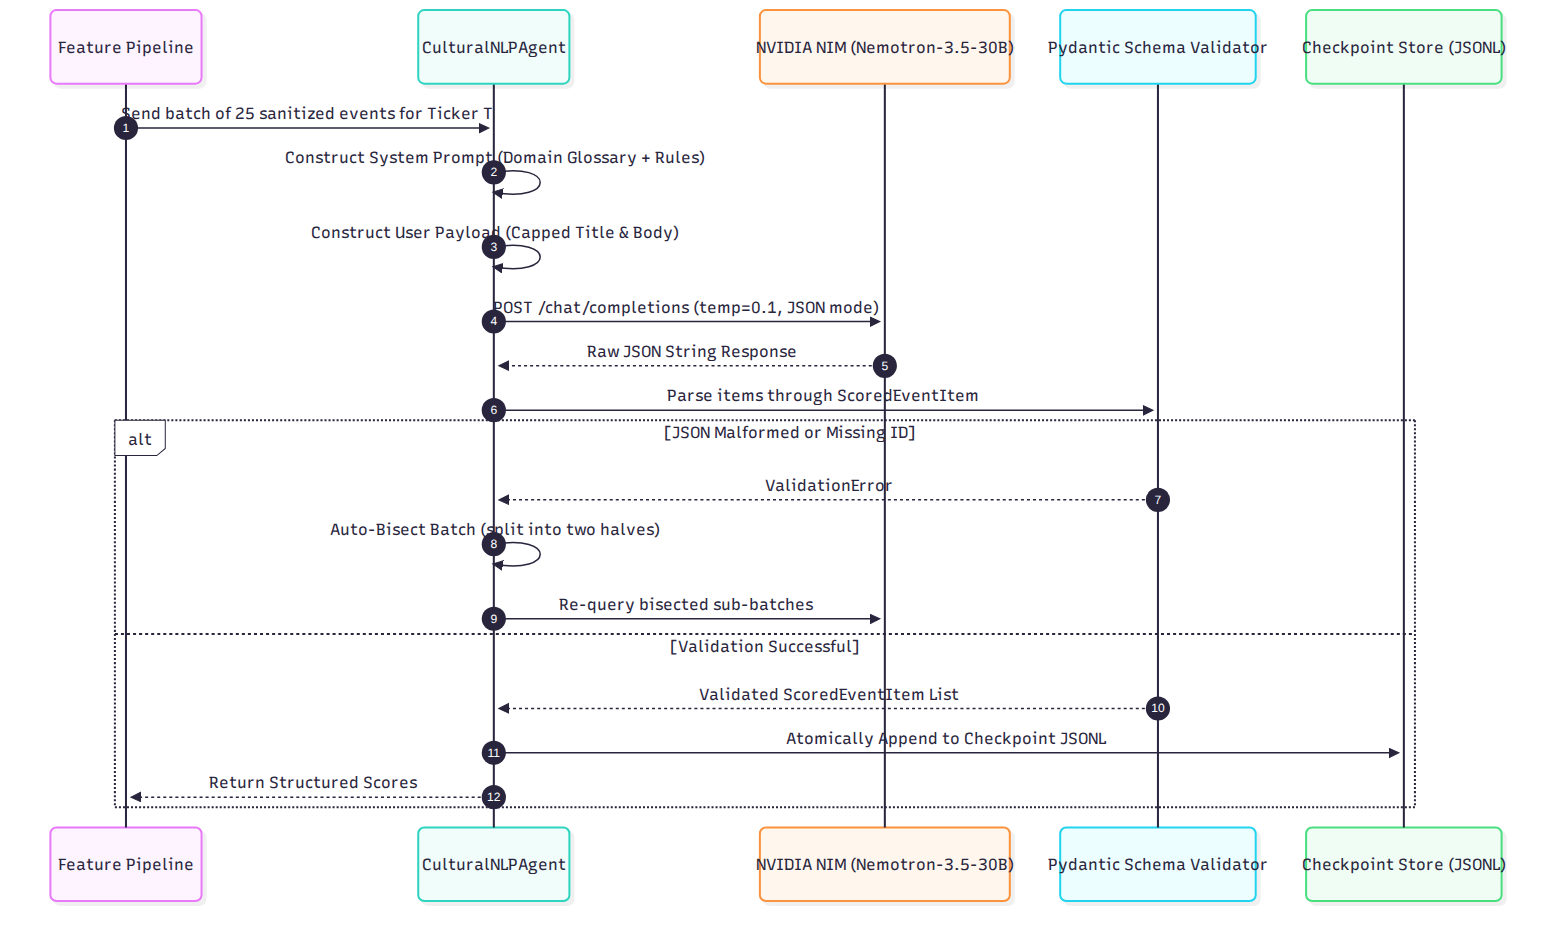 Feature Pipeline
CulturalNLPAgent
NVIDIA NIM (Nemotron-3.5-30B)
Pydantic Schema Validator
Checkpoint Store (JSONL)
Send batch of 25 sanitized events for Ticker T
1
Construct System Prompt (Domain Glossary + Rules)
2
Construct User Payload (Capped Title & Body)
3
POST /chat/completions (temp=0.1, JSON mode)
4
Raw JSON String Response
5
Parse items through ScoredEventItem
6
alt
[JSON Malformed or Missing ID]
ValidationError
7
Auto-Bisect Batch (split into two halves)
8
Re-query bisected sub-batches
9
[Validation Successful]
Validated ScoredEventItem List
10
Atomically Append to Checkpoint JSONL
11
Return Structured Scores
12
Feature Pipeline
CulturalNLPAgent
NVIDIA NIM (Nemotron-3.5-30B)
Pydantic Schema Validator
Checkpoint Store (JSONL)